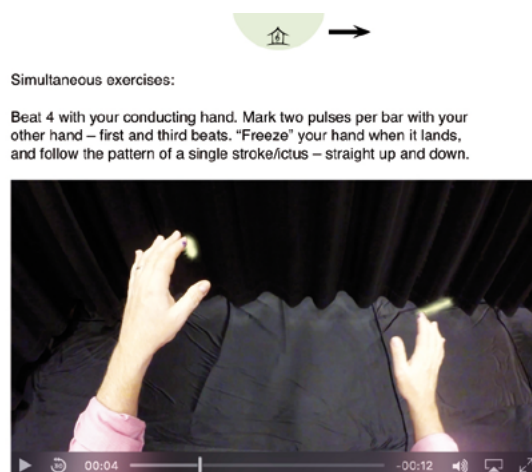 Simultaneous exercises:
Beat 4 with your conducting hand. Mark two pulses per bar with your
other hand – first and third beats. “Freeze” your hand when it lands,
and follow the pattern of a single stroke/ictus – straight up and down.
30
00:04
-00:12